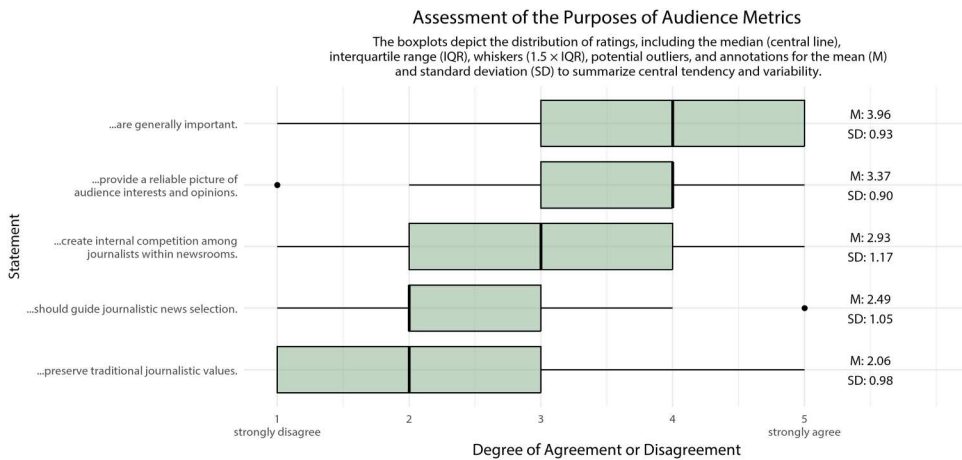 Assessment of the Purposes of Audience Metrics
The boxplots depict the distribution of ratings, including the median (central line),
interquartile range (IQR), whiskers (1.5 × IQR), potential outliers, and annotations for the mean (M)
and standard deviation (SD) to summarize central tendency and variability.
Statement
...are generally important.
M: 3.96
SD: 0.93
...provide a reliable picture of
audience interests and opinions.
M: 3.37
SD: 0.90
...create internal competition among
journalists within newsrooms.
M: 2.93
SD: 1.17
...should guide journalistic news selection.
M: 2.49
SD: 1.05
...preserve traditional journalistic values.
M: 2.06
SD: 0.98
1
strongly disagree
2
3
4
5
strongly agree
Degree of Agreement or Disagreement